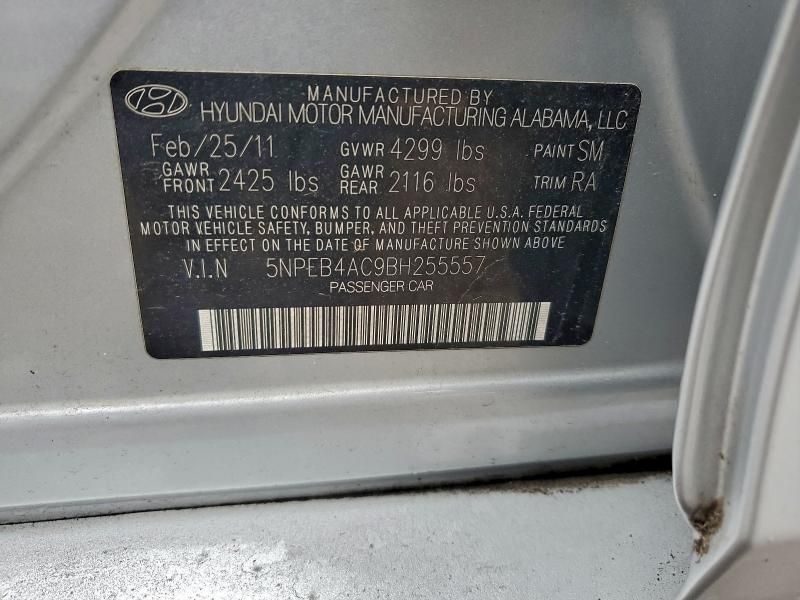 MANUFACTURED BY
HYUNDAI MOTOR MANUFACTURING ALABAMA, LLC
Feb/25/11 GVWR 4299 lbs PAINT SM
GAWR FRONT 2425 lbs GAWR REAR 2116 lbs TRIM RA
THIS VEHICLE CONFORMS TO ALL APPLICABLE U.S.A. FEDERAL
MOTOR VEHICLE SAFETY, BUMPER, AND THEFT PREVENTION STANDARDS
IN EFFECT ON THE DATE OF MANUFACTURE SHOWN ABOVE
V.I.N 5NPEB4AC9BH255557
PASSENGER CAR